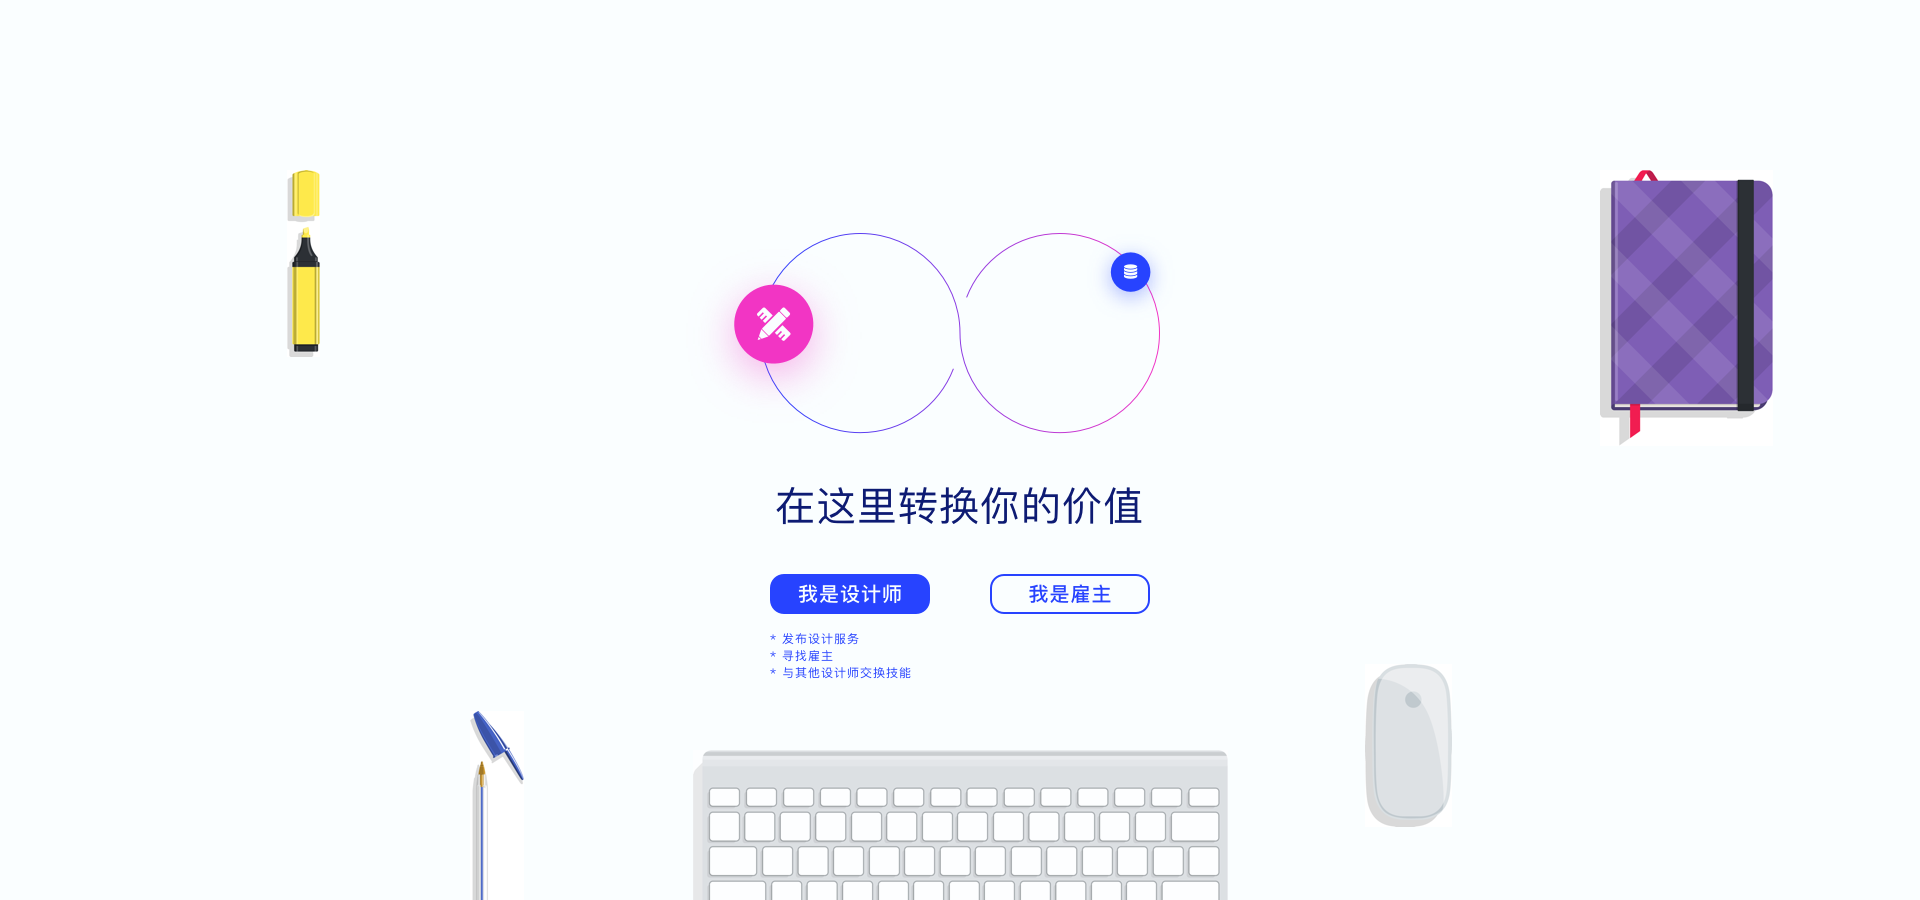 在这里转换你的价值
我是设计师
我是雇主
* 发布设计服务
* 寻找雇主
* 与其他设计师交换技能